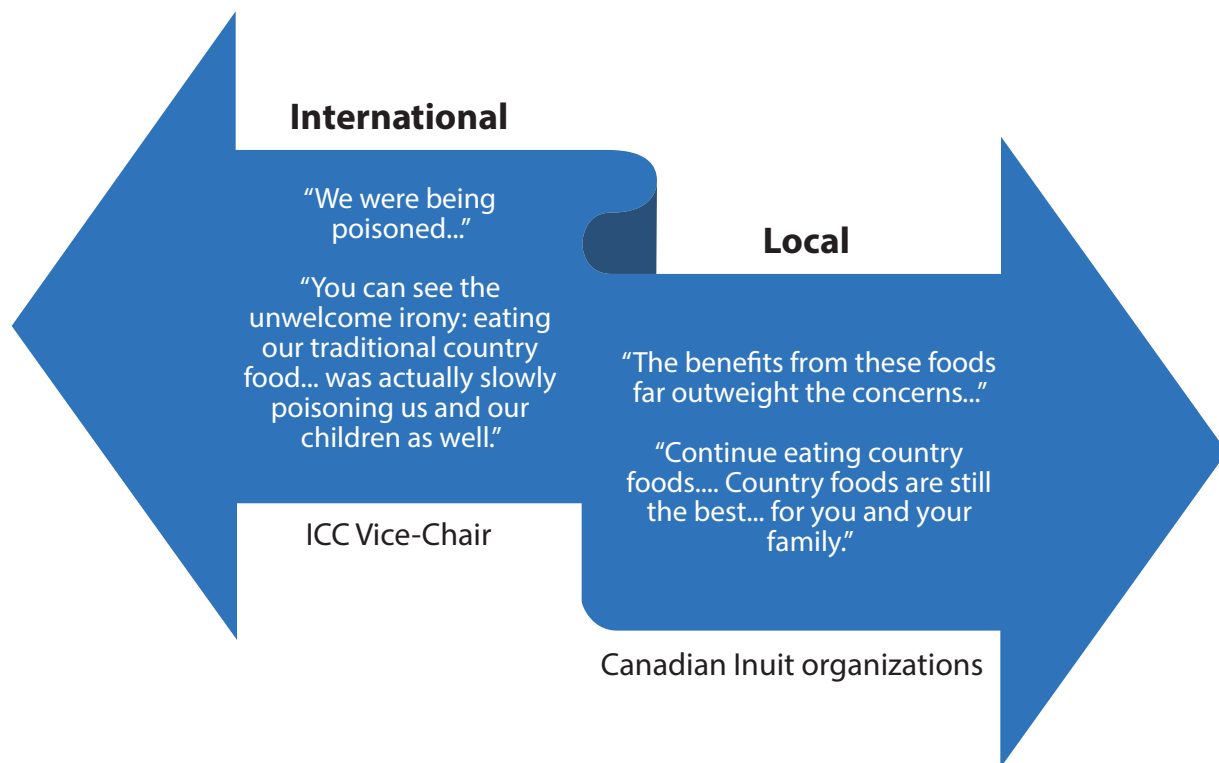 International
“We were being
poisoned...”
“You can see the
unwelcome irony: eating
our traditional country
food... was actually slowly
poisoning us and our
children as well.”
ICC Vice-Chair
Local
“The benefits from these foods
far outweight the concerns...”
“Continue eating country
foods.... Country foods are still
the best... for you and your
family.”
Canadian Inuit organizations